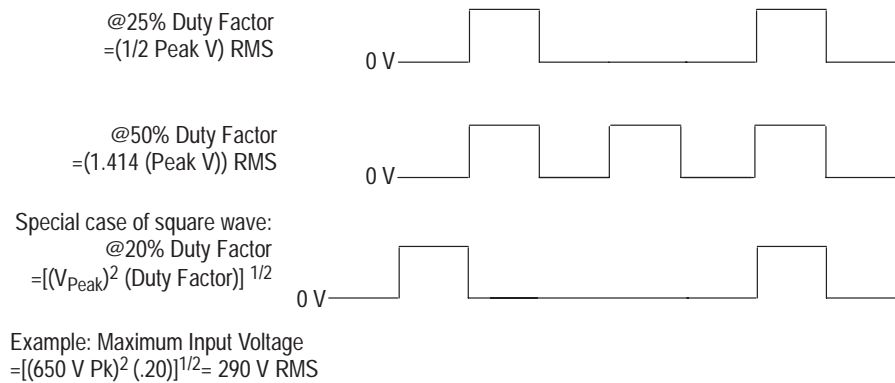 @25% Duty Factor
=(1/2 Peak V) RMS
0 V
@50% Duty Factor
=(1.414 (Peak V)) RMS
0 V
Special case of square wave:
@20% Duty Factor
=[(V_Peak)² (Duty Factor)] ^1/2
0 V
Example: Maximum Input Voltage
=[(650 V Pk)² (.20)]^1/2= 290 V RMS